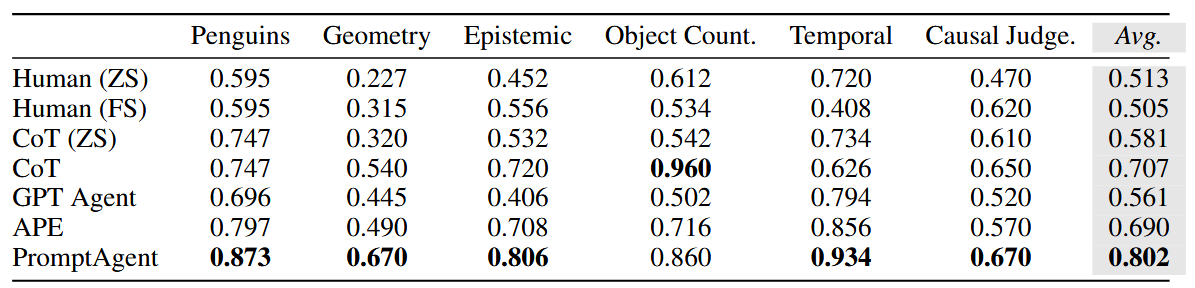 Penguins Geometry Epistemic Object Count. Temporal Causal Judge. Avg.
Human (ZS) 0.595 0.227 0.452 0.612 0.720 0.470 0.513
Human (FS) 0.595 0.315 0.556 0.534 0.408 0.620 0.505
CoT (ZS) 0.747 0.320 0.532 0.542 0.734 0.610 0.581
CoT 0.747 0.540 0.720 0.960 0.626 0.650 0.707
GPT Agent 0.696 0.445 0.406 0.502 0.794 0.520 0.561
APE 0.797 0.490 0.708 0.716 0.856 0.570 0.690
PromptAgent 0.873 0.670 0.806 0.860 0.934 0.670 0.802